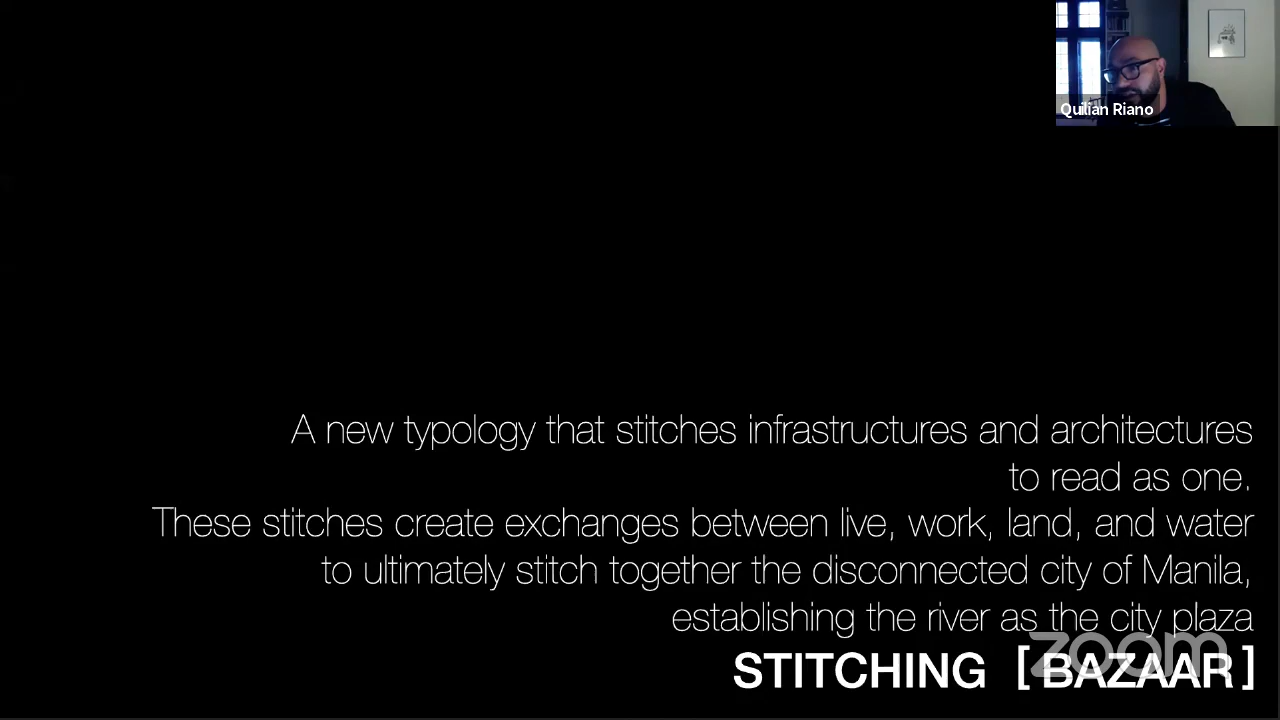 Quilian Riano
A new typology that stitches infrastructures and architectures
to read as one.
These stitches create exchanges between live, work, land, and water
to ultimately stitch together the disconnected city of Manila,
establishing the river as the city plaza
zoom
STITCHING [ BAZAAR ]